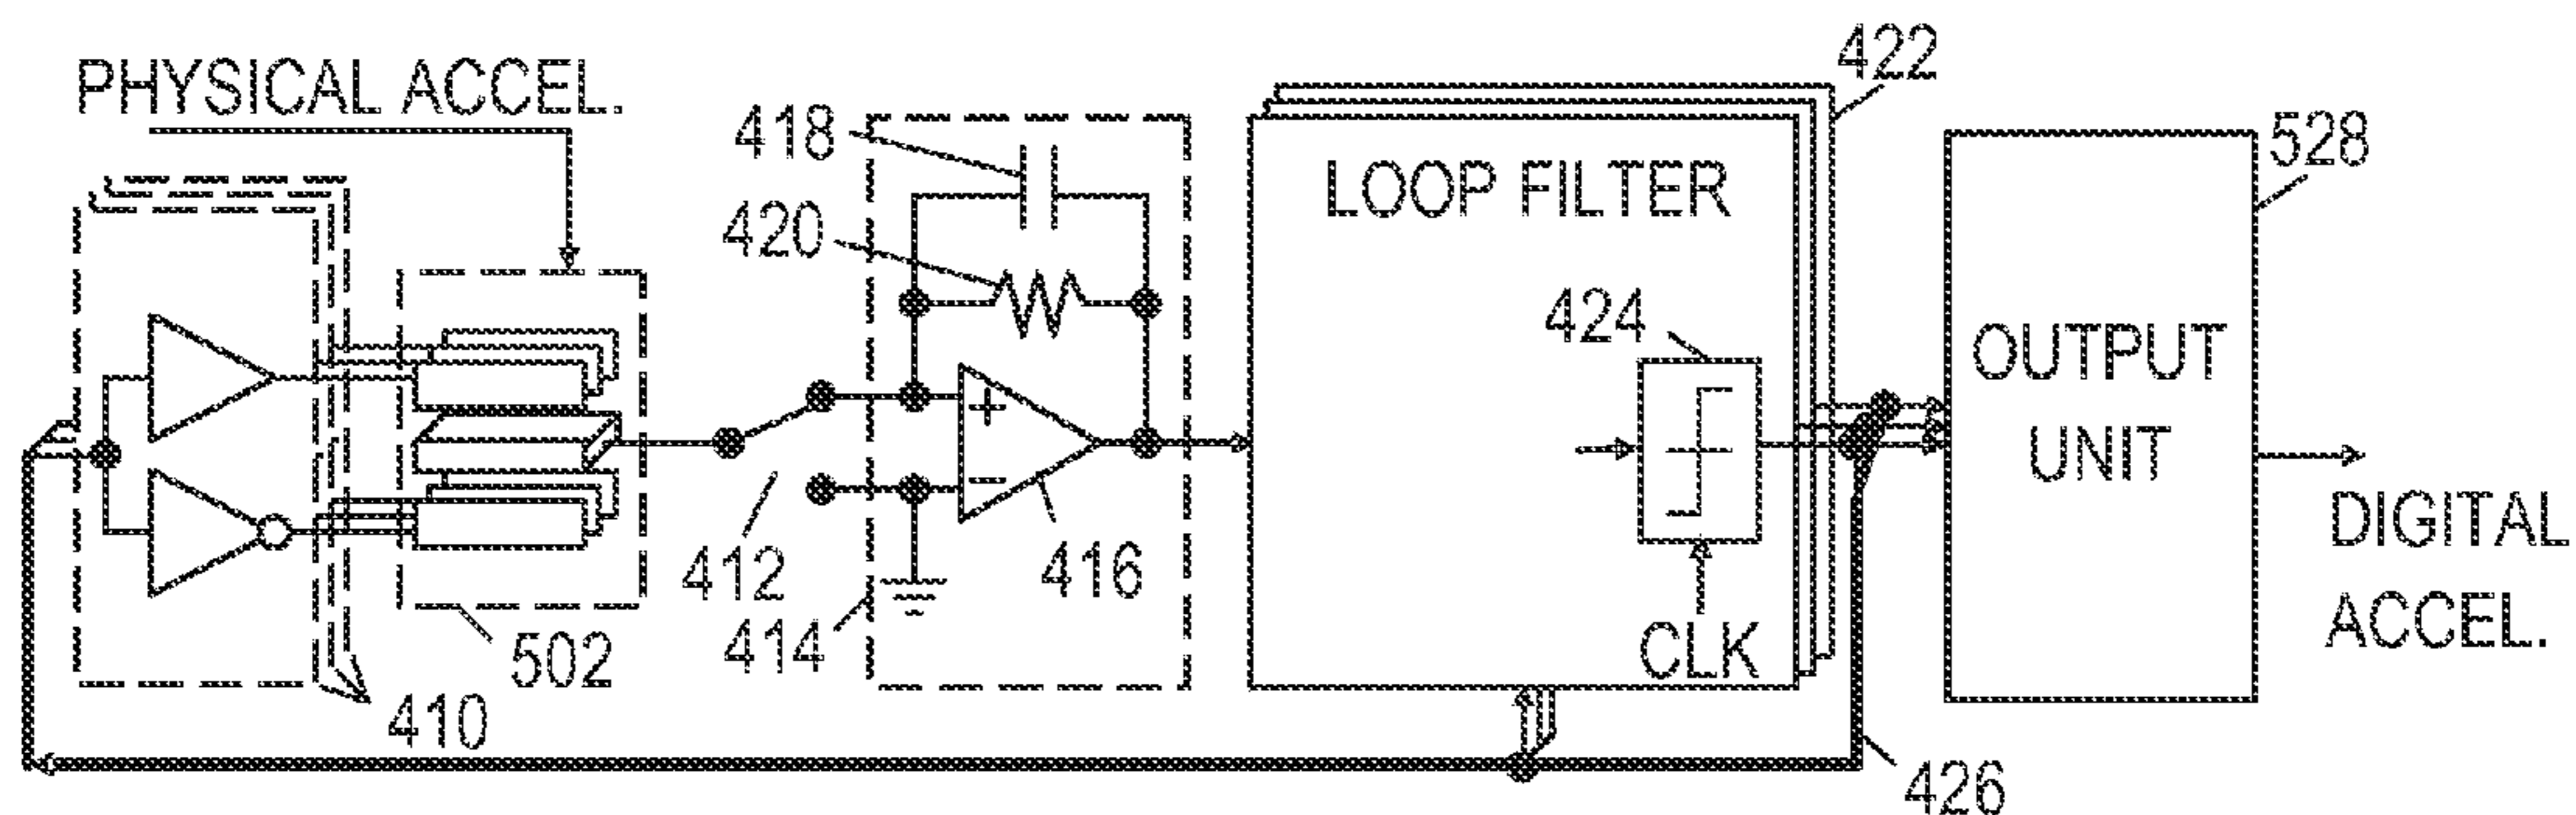 PHYSICAL ACCEL.
422
418
528
LOOP FILTER
420
424
OUTPUT
UNIT
+
−
DIGITAL
ACCEL.
412
416
414
502
CLK
410
426